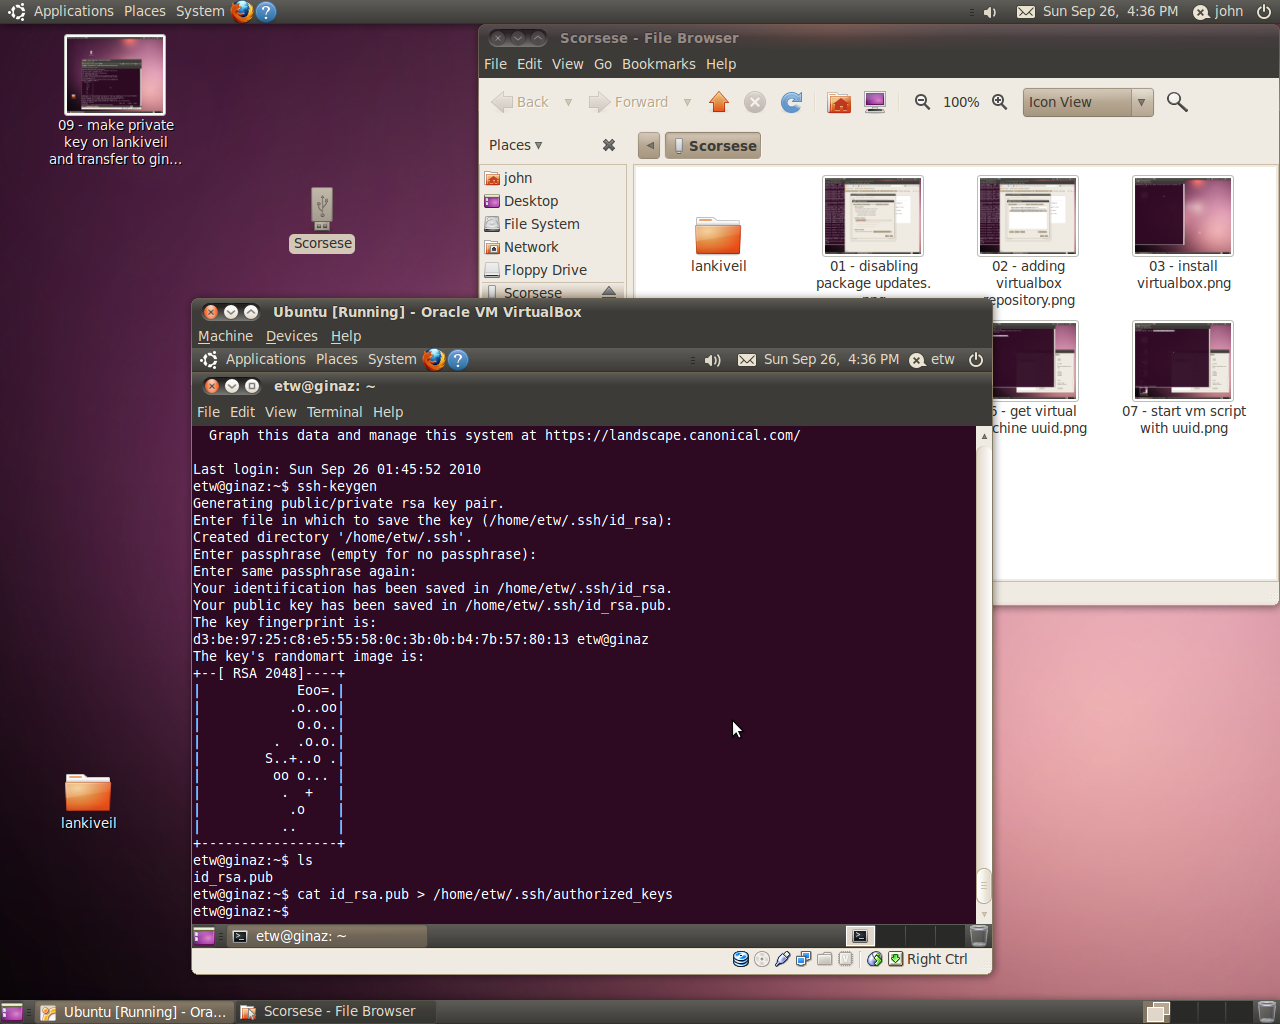 Applications Places System
Sun Sep 26, 4:36 PM john
09 - make private
key on lankiveil
and transfer to gin...
Scorsese
lankiveil
Scorsese - File Browser
File Edit View Go Bookmarks Help
Back Forward 100% Icon View
Places Scorsese
john
Desktop
File System
Network
Floppy Drive
Scorsese
lankiveil
01 - disabling
package updates.
02 - adding
virtualbox
repository.png
03 - install
virtualbox.png
- get virtual
chine uuid.png
07 - start vm script
with uuid.png
Ubuntu [Running] - Oracle VM VirtualBox
Machine Devices Help
Applications Places System
Sun Sep 26, 4:36 PM etw
etw@ginaz: ~
File Edit View Terminal Help
Graph this data and manage this system at https://landscape.canonical.com/
Last login: Sun Sep 26 01:45:52 2010
etw@ginaz:~$ ssh-keygen
Generating public/private rsa key pair.
Enter file in which to save the key (/home/etw/.ssh/id_rsa):
Created directory '/home/etw/.ssh'.
Enter passphrase (empty for no passphrase):
Enter same passphrase again:
Your identification has been saved in /home/etw/.ssh/id_rsa.
Your public key has been saved in /home/etw/.ssh/id_rsa.pub.
The key fingerprint is:
d3:be:97:25:c8:e5:55:58:0c:3b:0b:b4:7b:57:80:13 etw@ginaz
The key's randomart image is:
+--[ RSA 2048]----+
|            Eoo=.|
|           .o..oo|
|            o.o..|
|         .  .o.o.|
|        S..+..o .|
|         oo o... |
|          .  +   |
|           .o    |
|          ..     |
+-----------------+
etw@ginaz:~$ ls
id_rsa.pub
etw@ginaz:~$ cat id_rsa.pub > /home/etw/.ssh/authorized_keys
etw@ginaz:~$
etw@ginaz: ~
Right Ctrl
Ubuntu [Running] - Ora... Scorsese - File Browser